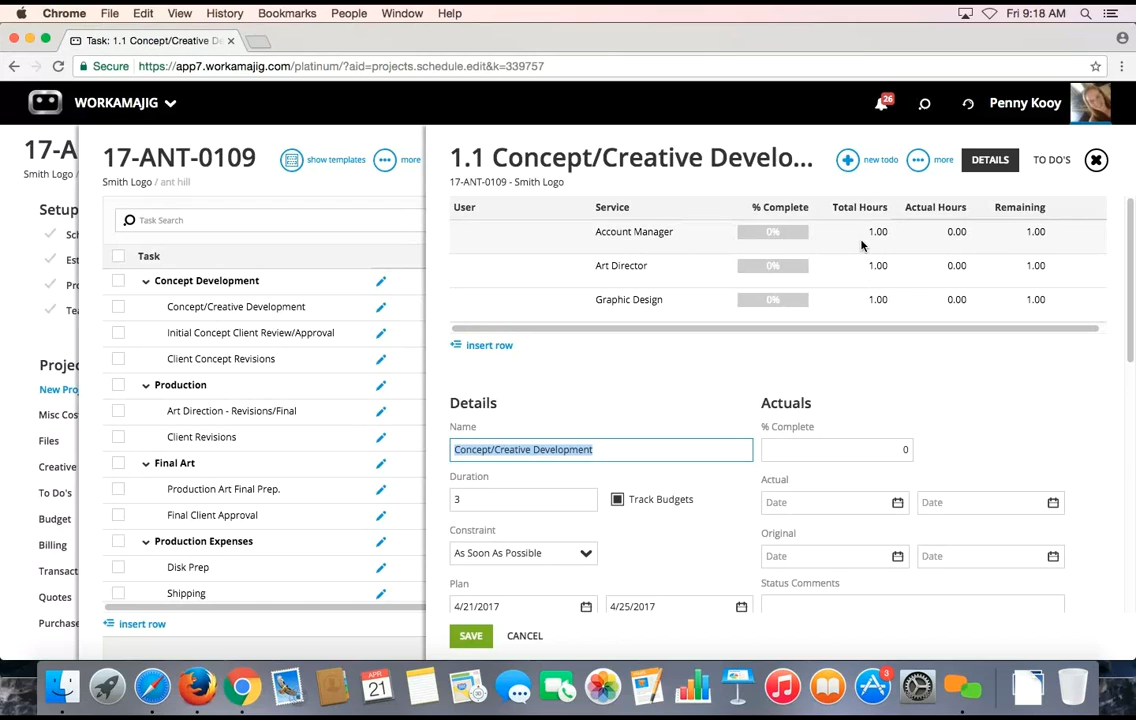 Chrome File Edit View History Bookmarks People Window Help Fri 9:18 AM
Task: 1.1 Concept/Creative D
Secure https://app7.workamajig.com/platinum/?aid=projects.schedule.edit&k=339757
WORKAMAJIG 26 Penny Kooy
17-A
Smith Logo
Setu
Sc
Est
Pro
Tea
Projec
New Pro
Misc Cos
Files
Creative
To Do's
Budget
Billing
Transact
Quotes
Purchase
17-ANT-0109 show templates more
Smith Logo / ant hill
Task Search
Task
Concept Development
Concept/Creative Development
Initial Concept Client Review/Approval
Client Concept Revisions
Production
Art Direction - Revisions/Final
Client Revisions
Final Art
Production Art Final Prep.
Final Client Approval
Production Expenses
Disk Prep
Shipping
insert row
1.1 Concept/Creative Develo... new todo more DETAILS TO DO'S
17-ANT-0109 - Smith Logo
User Service % Complete Total Hours Actual Hours Remaining
Account Manager 0% 1.00 0.00 1.00
Art Director 0% 1.00 0.00 1.00
Graphic Design 0% 1.00 0.00 1.00
insert row
Details
Name
Concept/Creative Development
Duration
3 Track Budgets
Constraint
As Soon As Possible
Plan
4/21/2017 4/25/2017
Actuals
% Complete
0
Actual
Date Date
Original
Date Date
Status Comments
SAVE CANCEL
APR
21
3